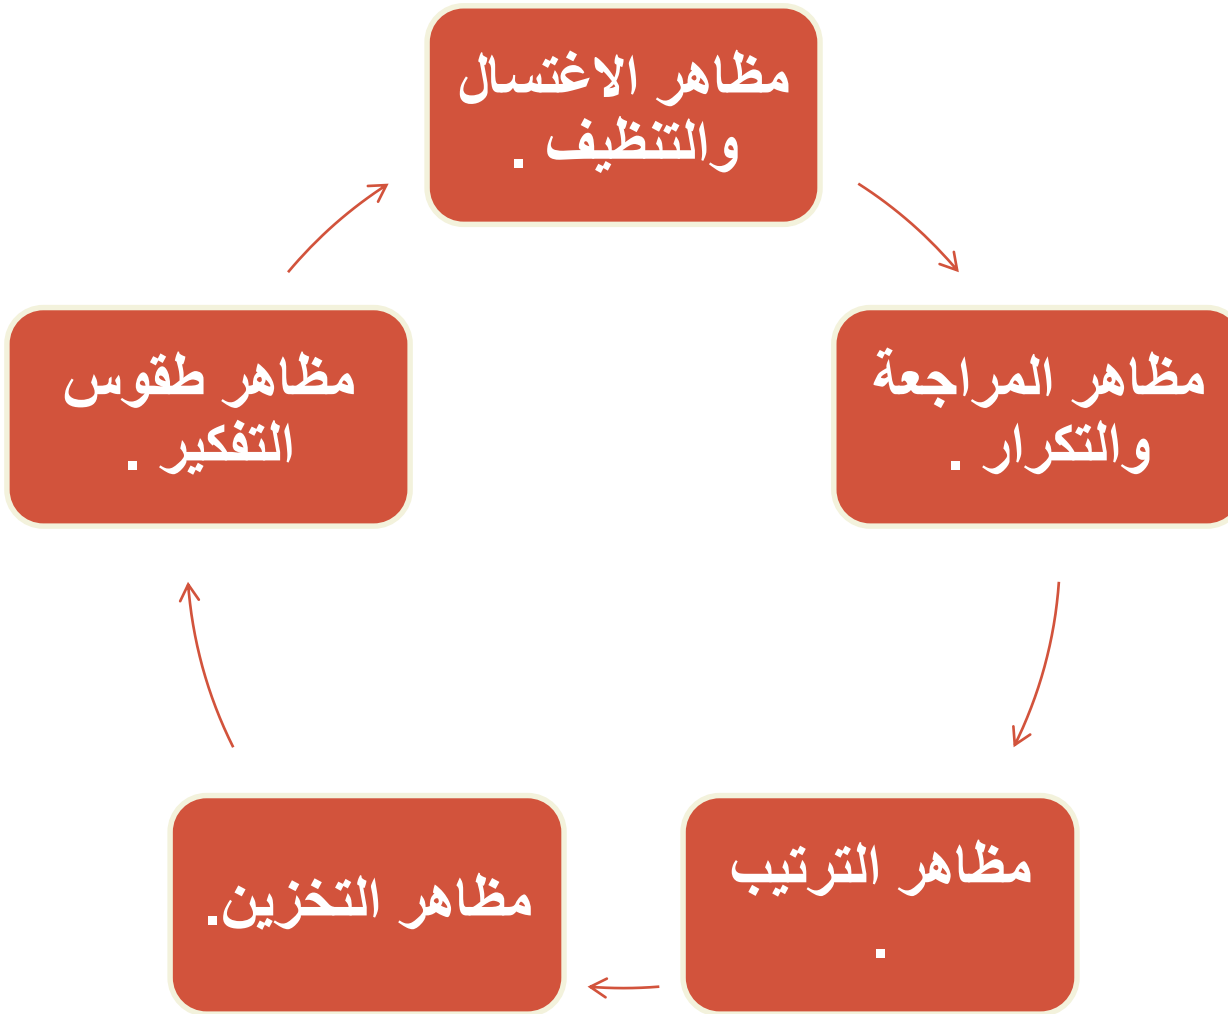 مظاهر الاغتسال
والتنظيف .
مظاهر المراجعة
والتكرار .
مظاهر الترتيب
.
مظاهر التخزين.
مظاهر طقوس
التفكير .